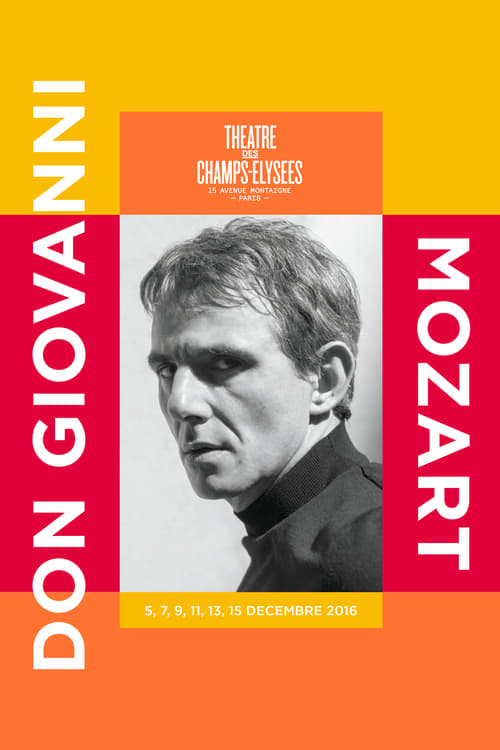 DON GIOVANNI
THEATRE
DES
CHAMPS-ELYSEES
15 AVENUE MONTAIGNE
— PARIS —
MOZART
5, 7, 9, 11, 13, 15 DECEMBRE 2016